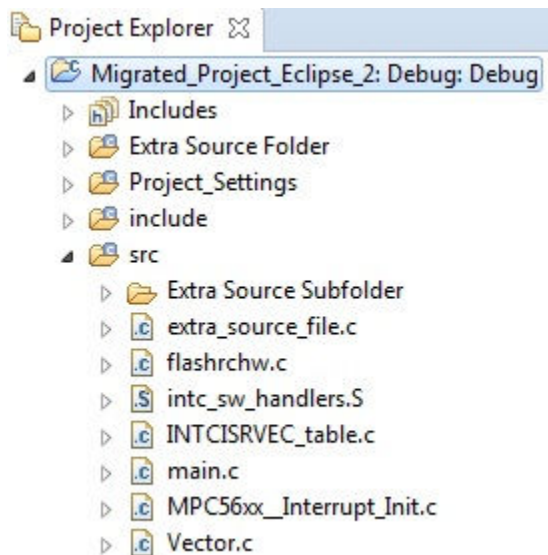 Project Explorer
Migrated_Project_Eclipse_2: Debug: Debug
Includes
Extra Source Folder
Project_Settings
include
src
Extra Source Subfolder
.c extra_source_file.c
.c flashrchw.c
.S intc_sw_handlers.S
.c INTCISRVEC_table.c
.c main.c
.c MPC56xx__Interrupt_Init.c
.c Vector.c